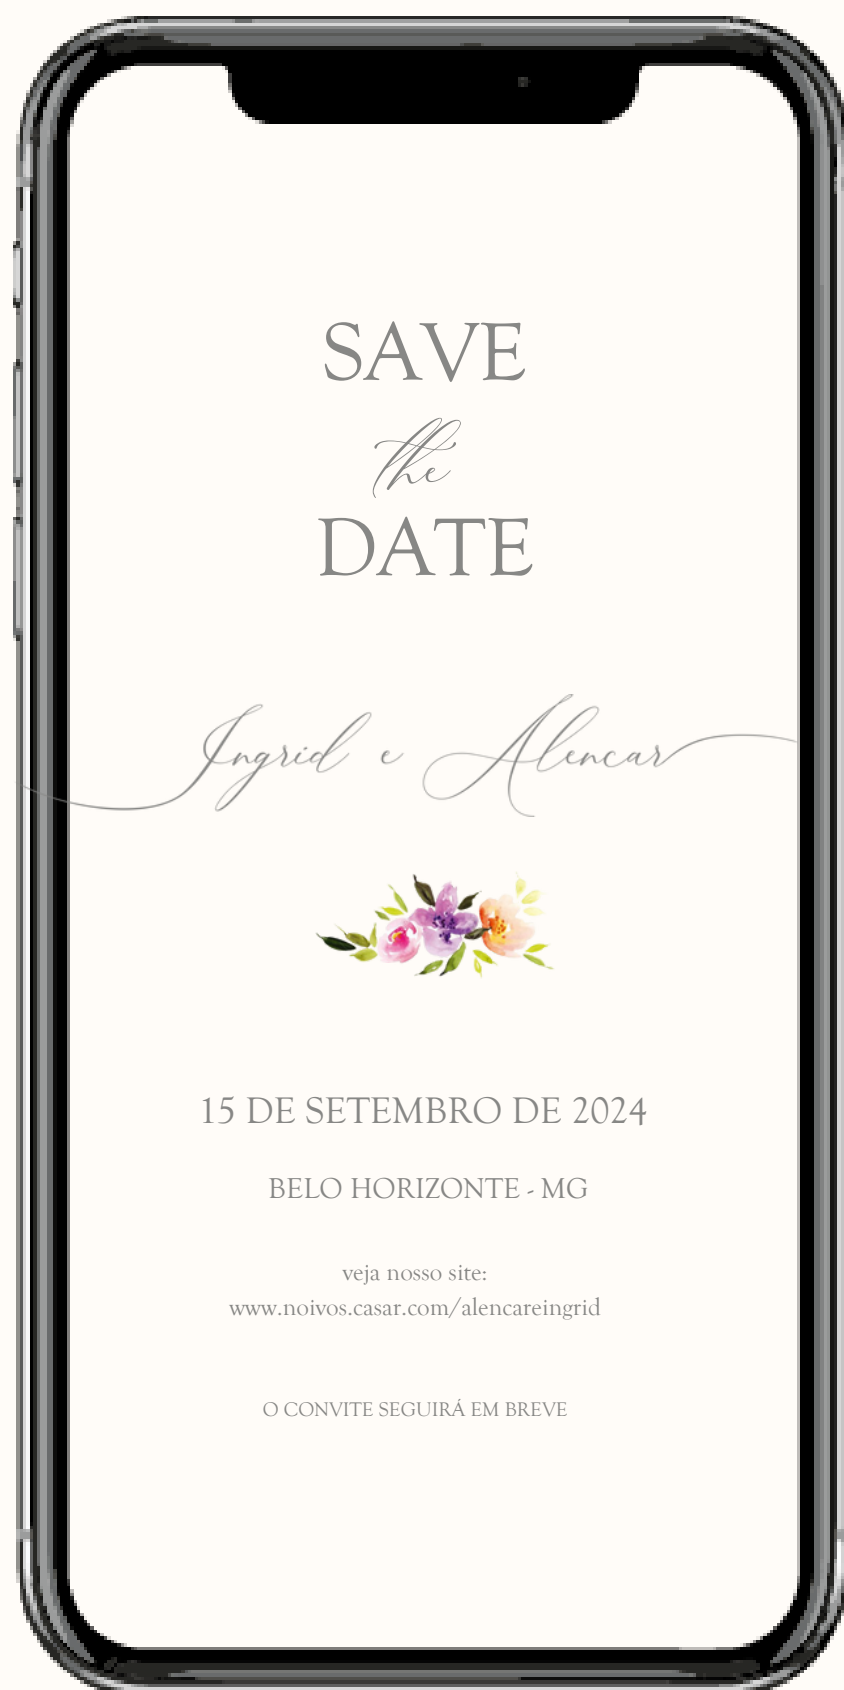 SAVE
the
DATE
Ingrid e Alencar
15 DE SETEMBRO DE 2024
BELO HORIZONTE - MG
veja nosso site:
www.noivos.casar.com/alencareingrid
O CONVITE SEGUIRÁ EM BREVE